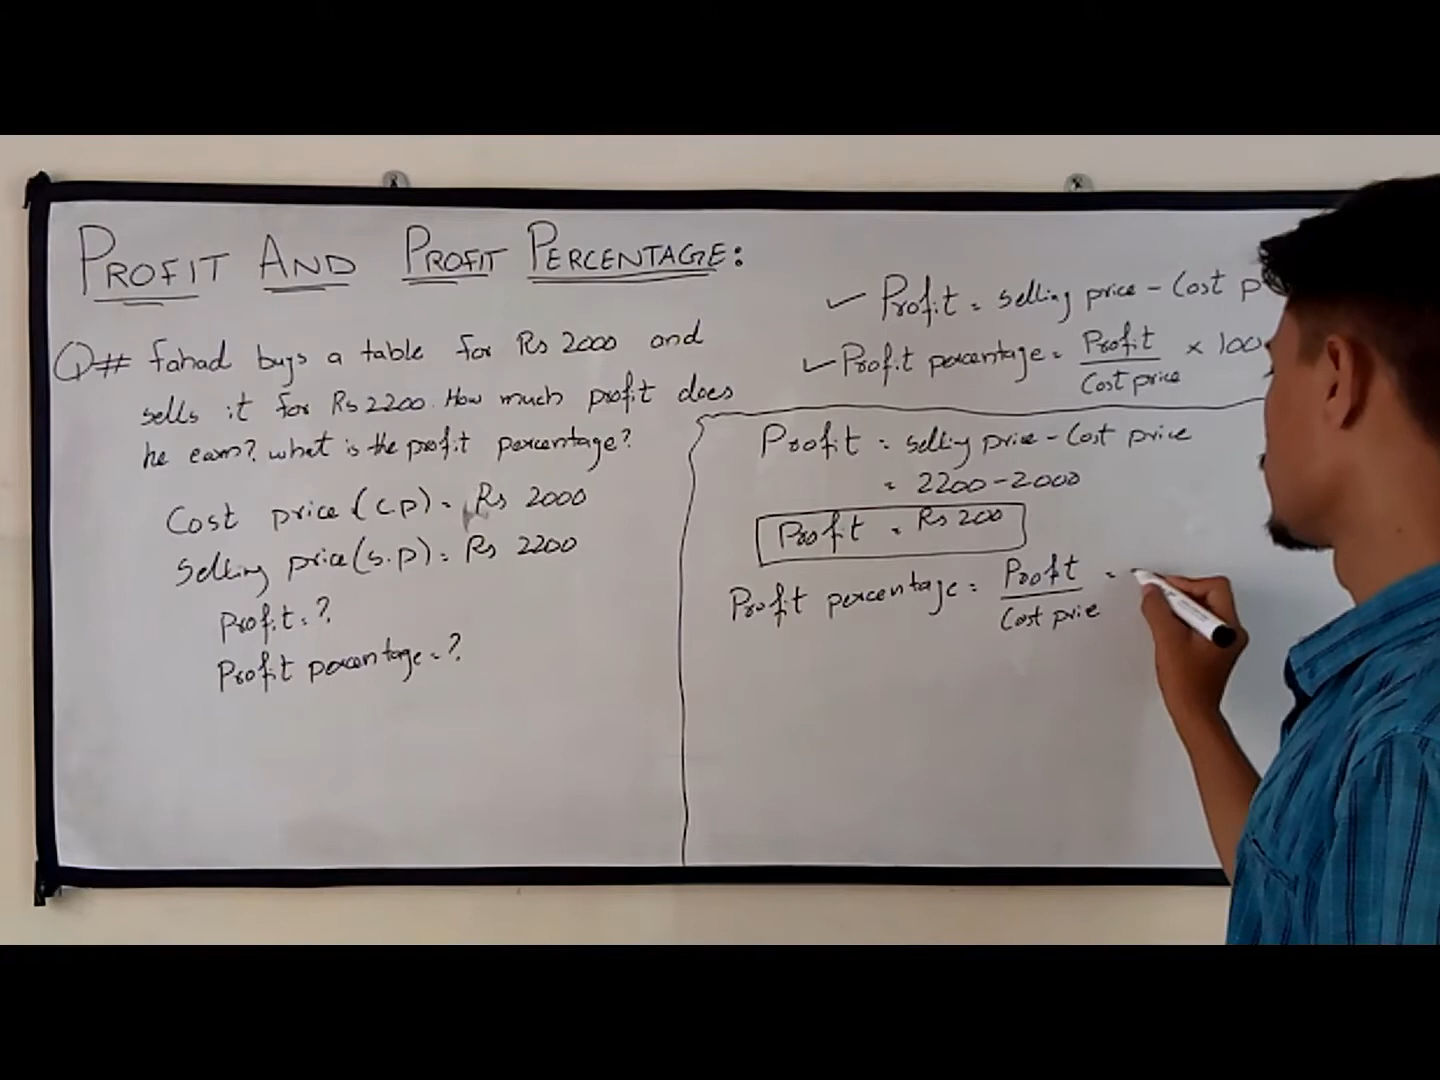 PROFIT AND PROFIT PERCENTAGE:
Q# fahad buys a table for Rs 2000 and
sells it for Rs 2200. How much profit does
he earn? what is the profit percentage?
Cost price (c p) = Rs 2000
Selling price (s.p) = Rs 2200
Profit = ?
Profit percentage = ?
✓ Profit = selling price - Cost p
✓ Profit percentage = Profit / Cost price × 100
Profit = selling price - Cost price
= 2200 - 2000
Profit = Rs 200
Profit percentage = Profit / Cost price =